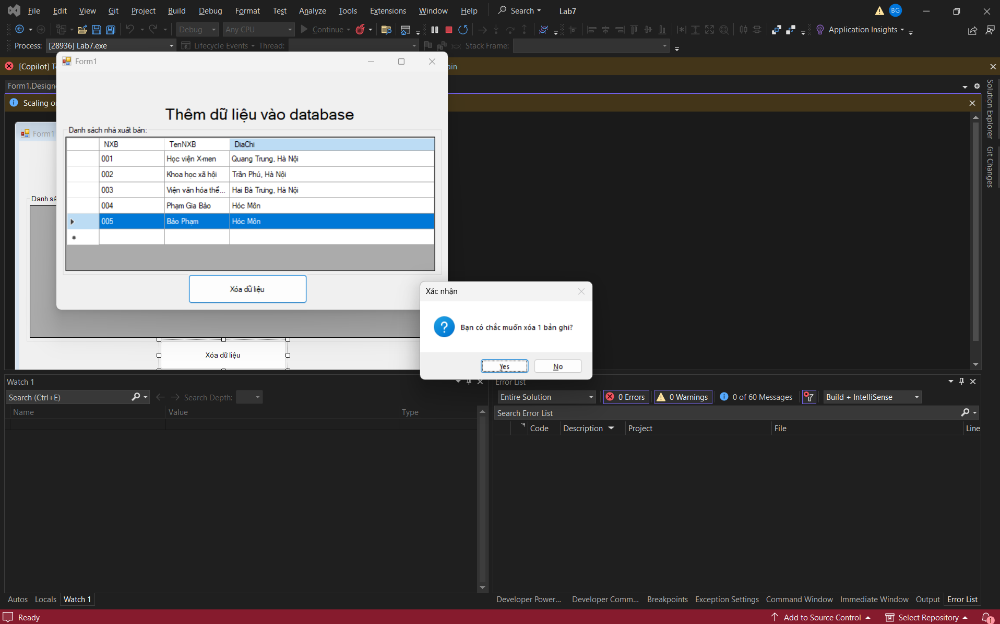 File Edit View Git Project Build Debug Format Test Analyze Tools Extensions Window Help Search Lab7 BG
Debug Any CPU Continue Application Insights
Process: [28936] Lab7.exe Lifecycle Events Thread: Stack Frame:
[Copilot]
Form1
Form1.Design
Scaling
Form1
Thêm dữ liệu vào database
Danh sách nhà xuất bản:
NXB TenNXB DiaChi
001 Học viện X-men Quang Trung, Hà Nội
002 Khoa học xã hội Trần Phú, Hà Nội
003 Viện văn hóa thể... Hai Bà Trưng, Hà Nội
004 Phạm Gia Bảo Hóc Môn
005 Bảo Phạm Hóc Môn
Xóa dữ liệu
Danh sá
Xóa dữ liệu
Xác nhận
Bạn có chắc muốn xóa 1 bản ghi?
Yes No
Solution Explorer
Git Changes
Watch 1
Search (Ctrl+E) Search Depth:
Name Value Type
Autos Locals Watch 1
Error List
Entire Solution 0 Errors 0 Warnings 0 of 60 Messages Build + IntelliSense
Search Error List
Code Description Project File Line
Developer Power... Developer Comm... Breakpoints Exception Settings Command Window Immediate Window Output Error List
Ready Add to Source Control Select Repository 1